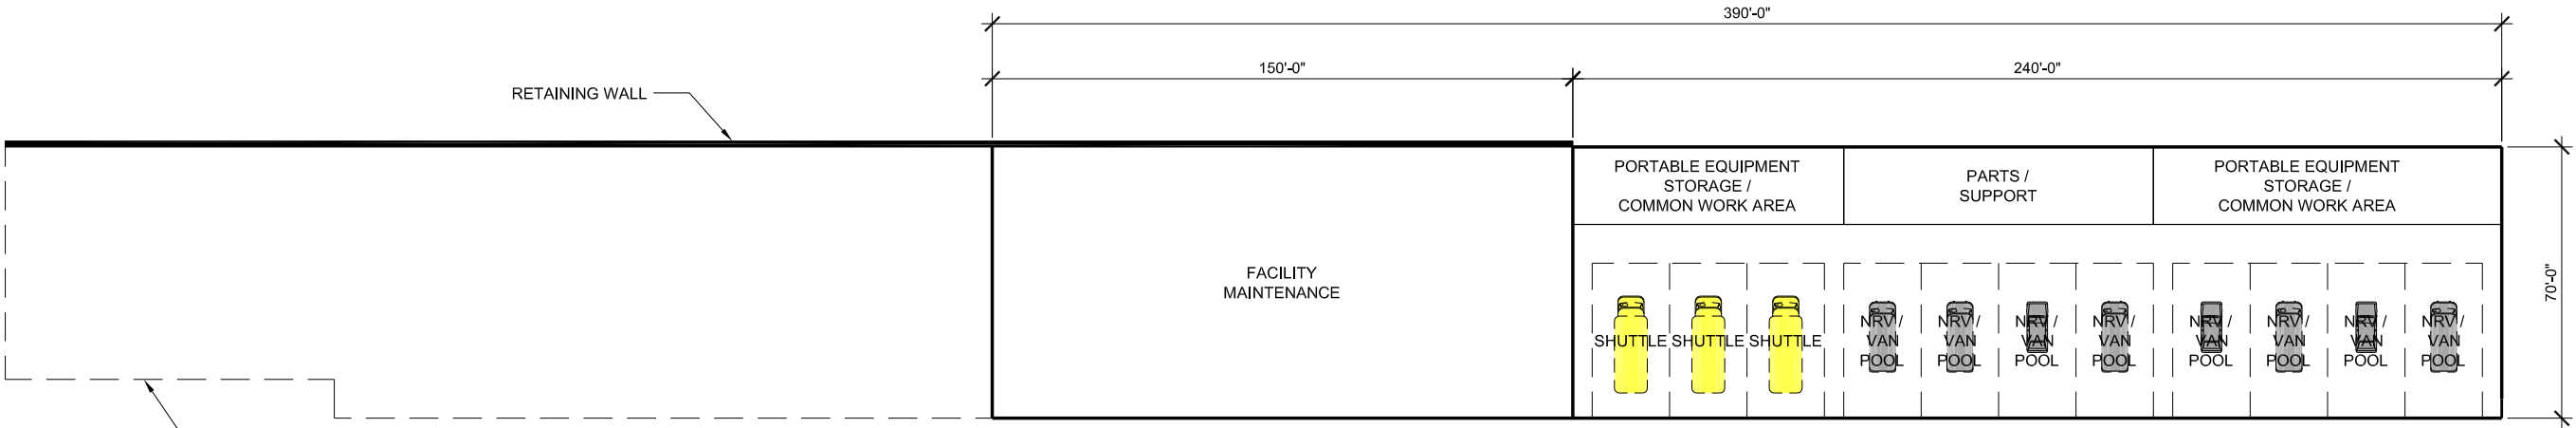 390'-0"
150'-0"
240'-0"
RETAINING WALL
PORTABLE EQUIPMENT
STORAGE /
COMMON WORK AREA
PARTS /
SUPPORT
PORTABLE EQUIPMENT
STORAGE /
COMMON WORK AREA
FACILITY
MAINTENANCE
70'-0"
SHUTTLE
SHUTTLE
SHUTTLE
NRV /
VAN
POOL
NRV /
VAN
POOL
NRV /
VAN
POOL
NRV /
VAN
POOL
NRV /
VAN
POOL
NRV /
VAN
POOL
NRV /
VAN
POOL
NRV /
VAN
POOL